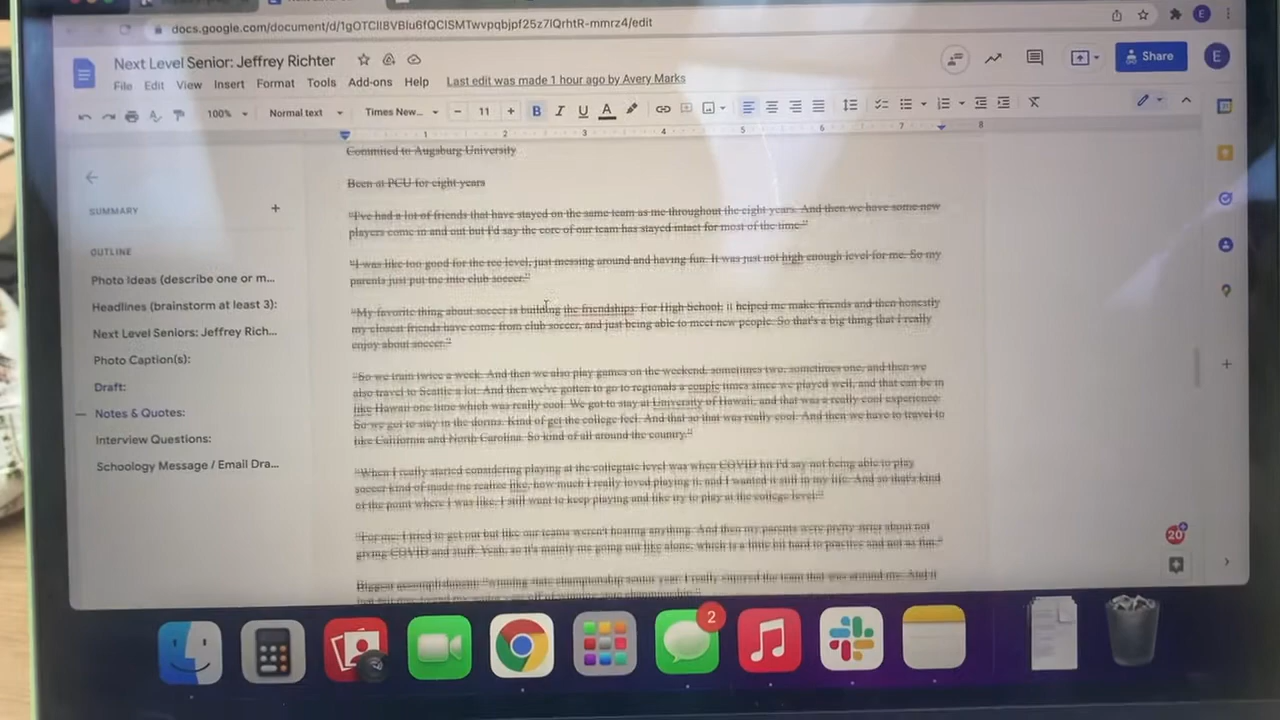 docs.google.com/document/d/1gOTCIl8VBlu6fQCISMTwvpqbjpf25z7lQrhtR-mmrz4/edit
E
Next Level Senior: Jeffrey Richter
File Edit View Insert Format Tools Add-ons Help Last edit was made 1 hour ago by Avery Marks
Share
E
100% Normal text Times New... 11 B I U A
1 2 3 4 5 6 7 8
SUMMARY
OUTLINE
Photo Ideas (describe one or m...
Headlines (brainstorm at least 3):
Next Level Seniors: Jeffrey Rich...
Photo Caption(s):
Draft:
Notes & Quotes:
Interview Questions:
Schoology Message / Email Dra...
Commited to Augsburg University
Been at PCU for eight years
"I've had a lot of friends that have stayed on the same team as me throughout the eight years. And then we have some new
players come in and out but I'd say the core of our team has stayed intact for most of the time."
"I was like too good for the rec level, just messing around and having fun. It was just not high enough level for me. So my
parents just put me into club soccer."
"My favorite thing about soccer is building the friendships. For High School, it helped me make friends and then honestly
my closest friends have come from club soccer, and just being able to meet new people. So that's a big thing that I really
enjoy about soccer."
"So we train twice a week. And then we also play games on the weekend, sometimes two, sometimes one, and then we
also travel to Seattle a lot. And then we've gotten to go to regionals a couple times since we played well, and that can be in
like Hawaii one time which was really cool. We got to stay at University of Hawaii, and that was a really cool experience.
So we got to stay in the dorms. Kind of get the college feel. And that so that was really cool. And then we have to travel to
like California and North Carolina. So kind of all around the country."
"When I really started considering playing at the collegiate level was when COVID hit I'd say not being able to play
soccer kind of made me realize like, how much I really loved playing it, and I wanted it still in my life. And so that's kind
of the point where I was like, I still want to keep playing and like try to play at the college level."
"For me, I tried to get out but like our teams weren't hearing anything. And then my parents were pretty strict about not
giving COVID and stuff. Yeah, so it's mainly me going out like alone, which is a little bit hard to practice and not as fun."
Biggest accomplishment: "winning state championship senior year. I really enjoyed the team that was around me. And it
20
2